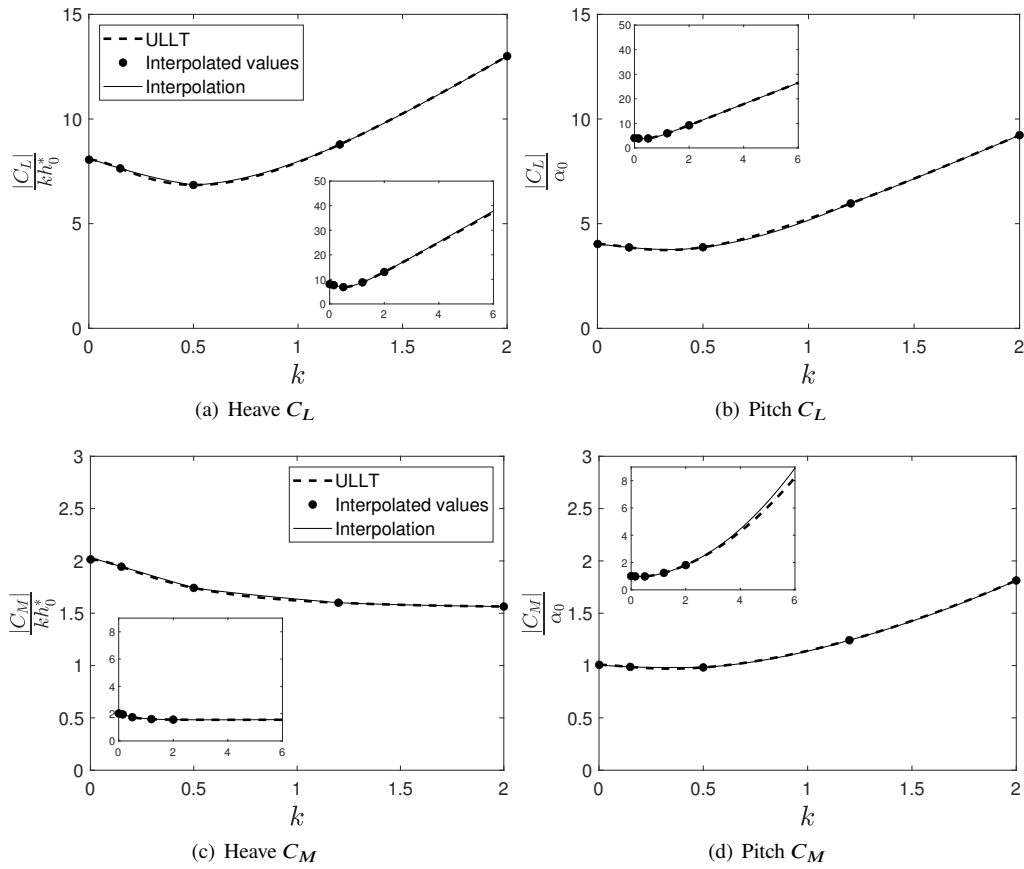 15
10
5
0
|C_L|
kh_0^*
ULLT
Interpolated values
Interpolation
50
40
30
20
10
0
0 2 4 6
0 0.5 1 1.5 2
k
(a) Heave C_L
15
10
5
0
|C_L|
α_0
50
40
30
20
10
0
0 2 4 6
0 0.5 1 1.5 2
k
(b) Pitch C_L
3
2.5
2
1.5
1
0.5
0
|C_M|
kh_0^*
ULLT
Interpolated values
Interpolation
8
6
4
2
0
0 2 4 6
0 0.5 1 1.5 2
k
(c) Heave C_M
3
2.5
2
1.5
1
0.5
0
|C_M|
α_0
8
6
4
2
0
0 2 4 6
0 0.5 1 1.5 2
k
(d) Pitch C_M